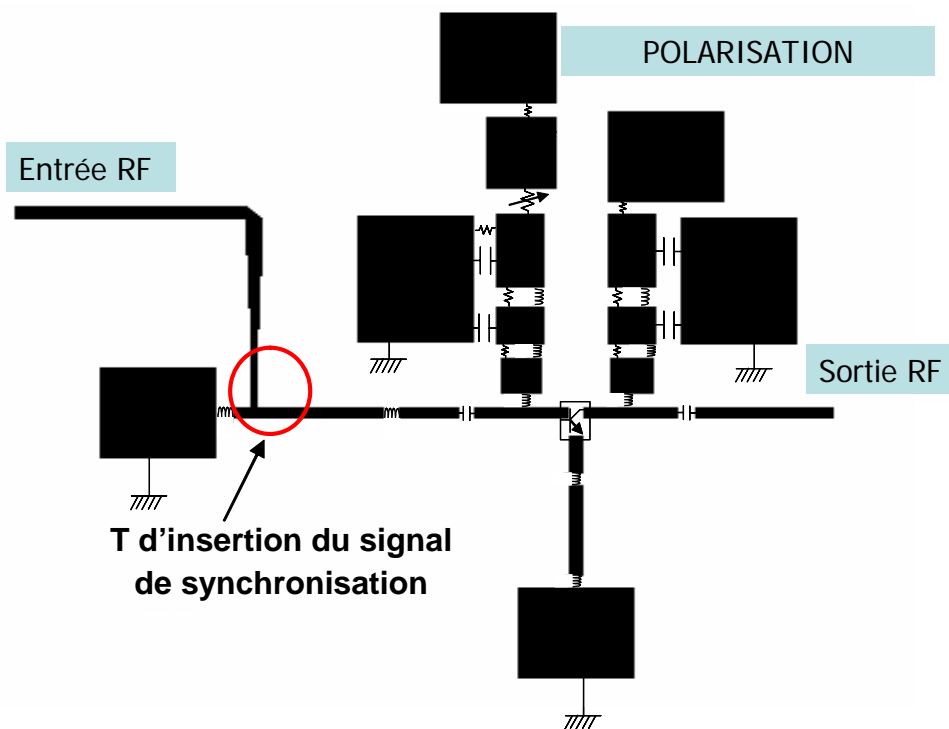 POLARISATION
Entrée RF
Sortie RF
T d'insertion du signal
de synchronisation